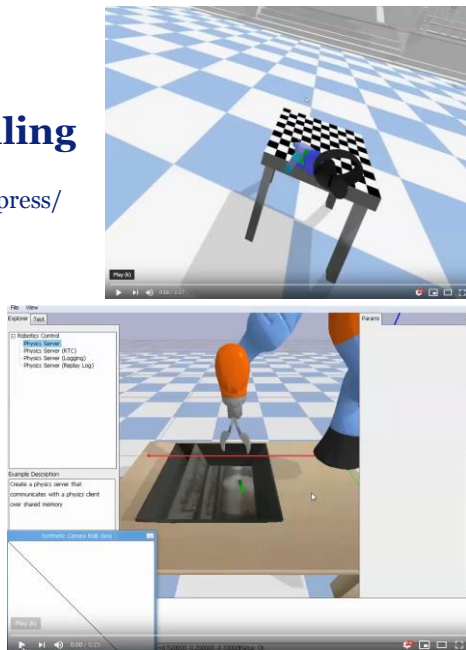 ling
press/
Play (k)
0:00 / 0:27
File View
Explorer Test
Params
Robotics Control
Physics Server
Physics Server (RTC)
Physics Server (Logging)
Physics Server (Replay Log)
Example Description
Create a physics server that
communicates with a physics client
over shared memory
Synthetic Camera RGB data
Play (k)
0:00 / 0:21